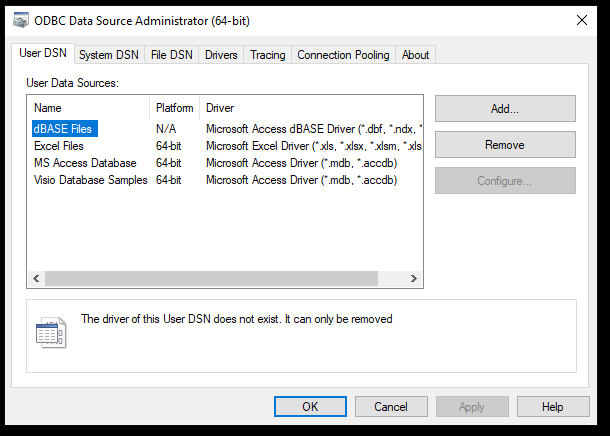 ODBC Data Source Administrator (64-bit)
User DSN System DSN File DSN Drivers Tracing Connection Pooling About
User Data Sources:
Name Platform Driver
dBASE Files N/A Microsoft Access dBASE Driver (*.dbf, *.ndx, *
Excel Files 64-bit Microsoft Excel Driver (*.xls, *.xlsx, *.xlsm, *.xls
MS Access Database 64-bit Microsoft Access Driver (*.mdb, *.accdb)
Visio Database Samples 64-bit Microsoft Access Driver (*.mdb, *.accdb)
Add...
Remove
Configure...
The driver of this User DSN does not exist. It can only be removed
OK Cancel Apply Help